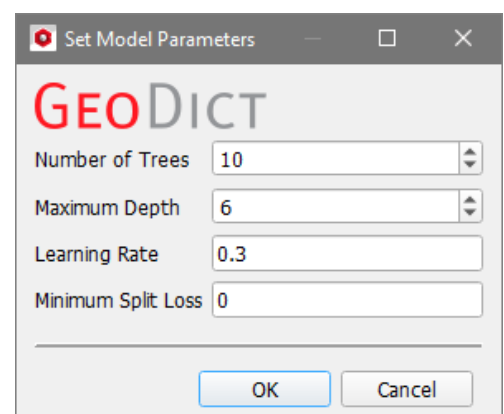 Set Model Parameters
GEODICT
Number of Trees 10
Maximum Depth 6
Learning Rate 0.3
Minimum Split Loss 0
OK Cancel